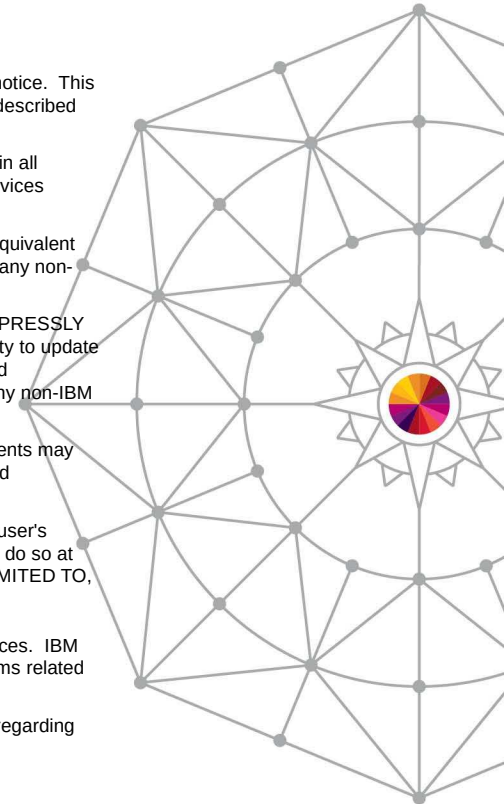 notice. This
described
in all
vices
quivalent
any non-
PRESSLY
ty to update
d
ny non-IBM
ents may
d
user's
do so at
MITED TO,
ces. IBM
ms related
egarding